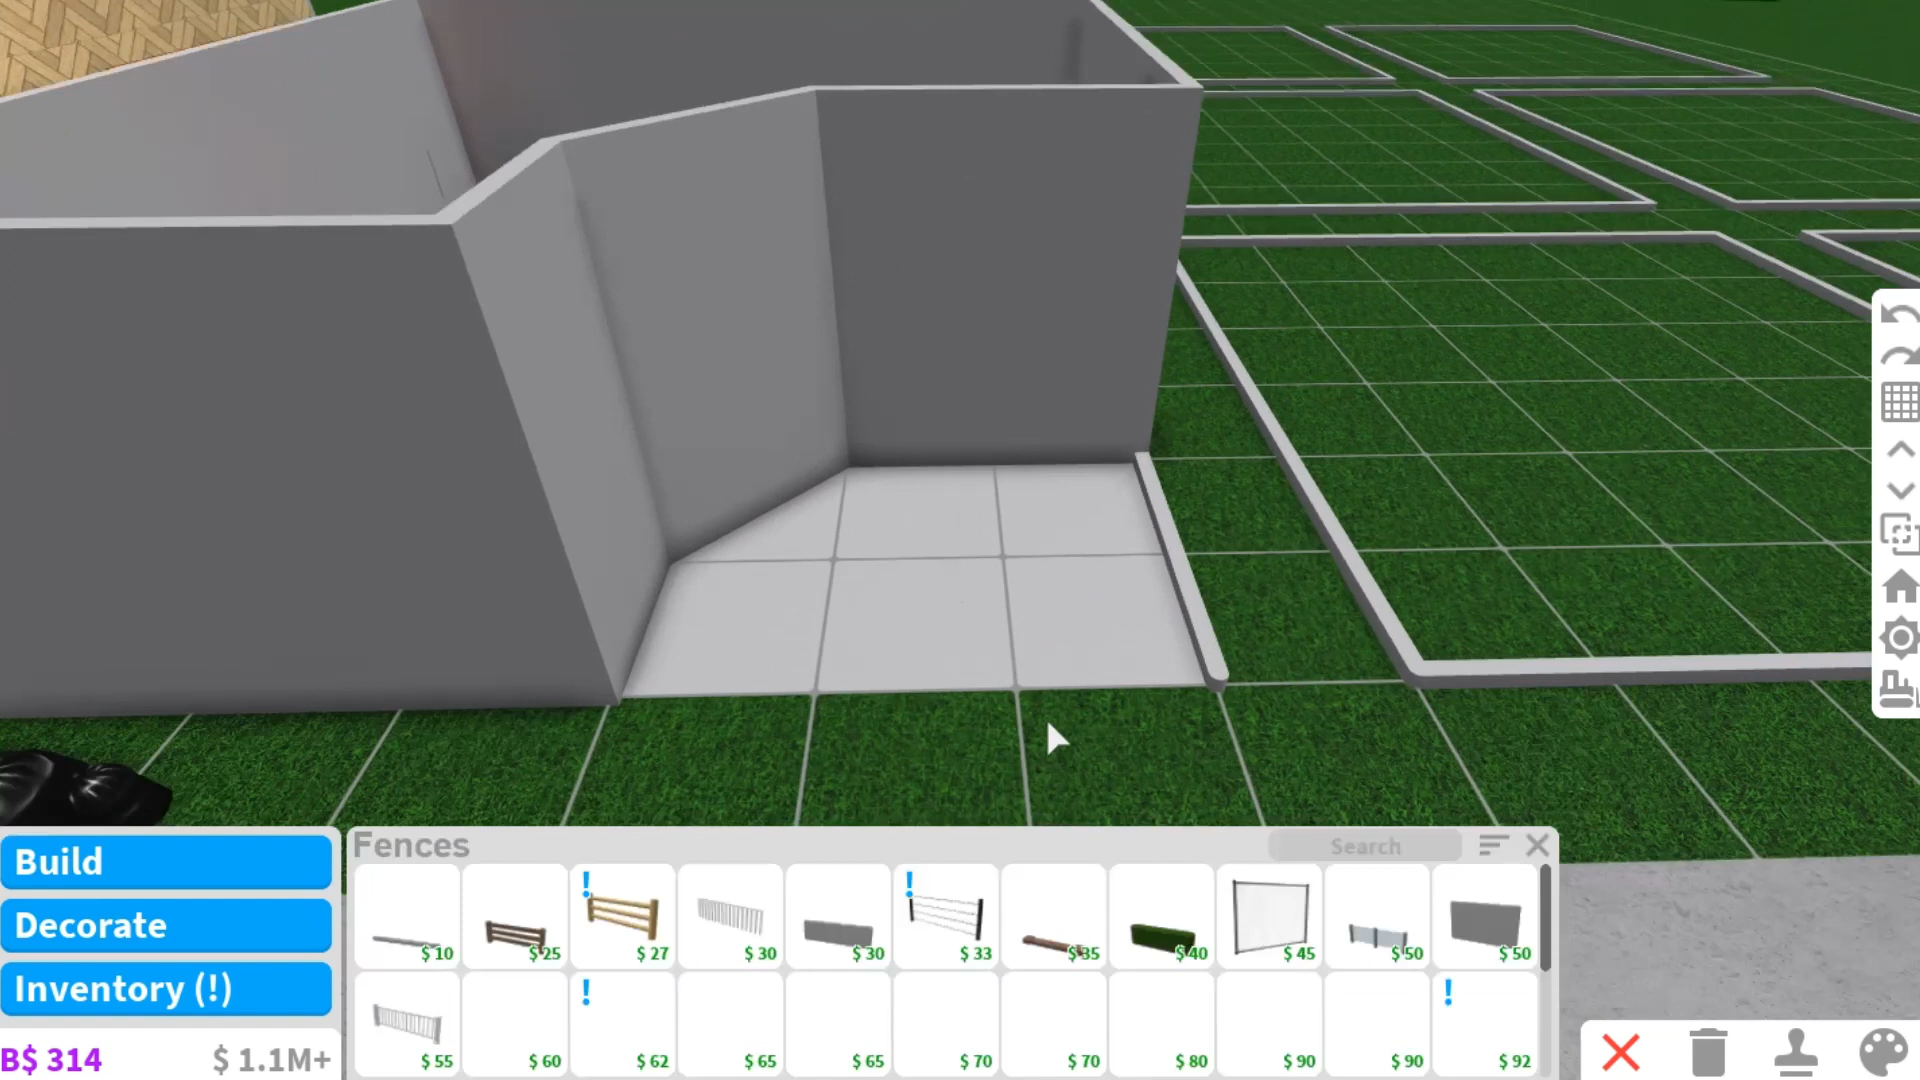 Build
Decorate
Inventory (!)
B$ 314
$ 1.1M+
Fences
Search
! !
$ 10 $ 25 $ 27 $ 30 $ 30 $ 33 $ 35 $ 40 $ 45 $ 50 $ 50
! !
$ 55 $ 60 $ 62 $ 65 $ 65 $ 70 $ 70 $ 80 $ 90 $ 90 $ 92